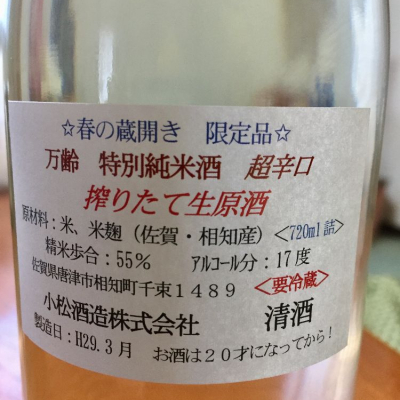 ☆春の蔵開き　限定品☆
万齢　特別純米酒　超辛口
搾りたて生原酒
原材料：米、米麹（佐賀・相知産）＜720ml詰＞
精米歩合：55％　アルコール分：17度
佐賀県唐津市相知町千束１４８９　＜要冷蔵＞
小松酒造株式会社　清酒
製造日：H29.３月　お酒は２０才になってから！